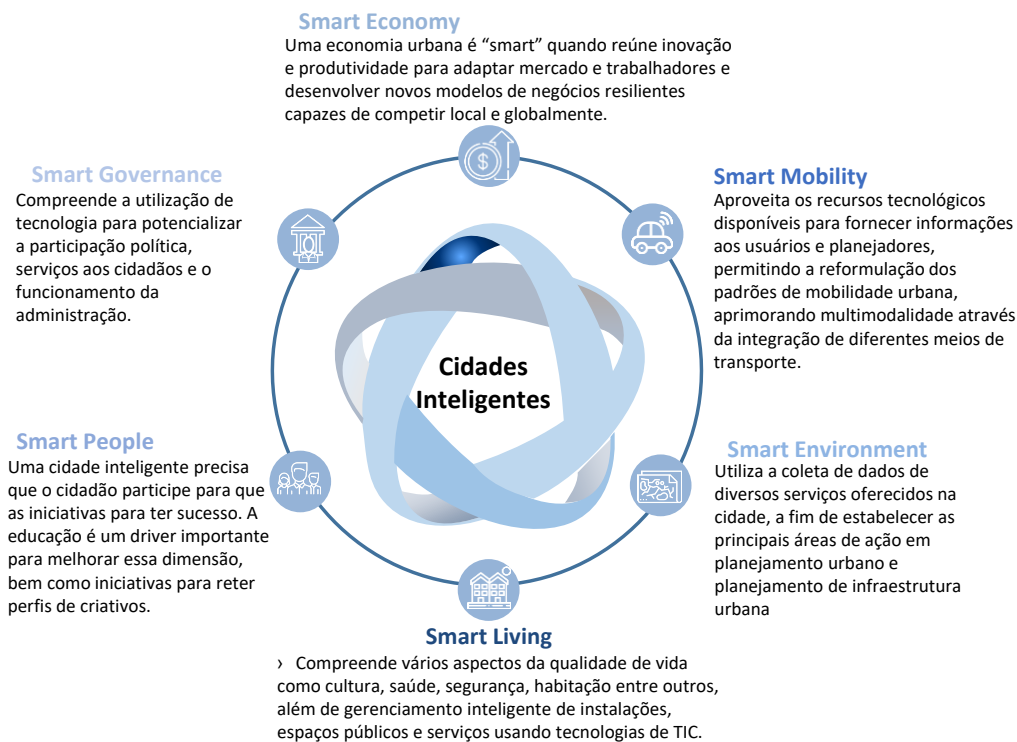 Smart Economy
Uma economia urbana é “smart” quando reúne inovação
e produtividade para adaptar mercado e trabalhadores e
desenvolver novos modelos de negócios resilientes
capazes de competir local e globalmente.
Smart Governance
Compreende a utilização de
tecnologia para potencializar
a participação política,
serviços aos cidadãos e o
funcionamento da
administração.
Smart Mobility
Aproveita os recursos tecnológicos
disponíveis para fornecer informações
aos usuários e planejadores,
permitindo a reformulação dos
padrões de mobilidade urbana,
aprimorando multimodalidade através
da integração de diferentes meios de
transporte.
$
Cidades
Inteligentes
Smart People
Uma cidade inteligente precisa
que o cidadão participe para que
as iniciativas para ter sucesso. A
educação é um driver importante
para melhorar essa dimensão,
bem como iniciativas para reter
perfis de criativos.
Smart Environment
Utiliza a coleta de dados de
diversos serviços oferecidos na
cidade, a fim de estabelecer as
principais áreas de ação em
planejamento urbano e
planejamento de infraestrutura
urbana
Smart Living
› Compreende vários aspectos da qualidade de vida
como cultura, saúde, segurança, habitação entre outros,
além de gerenciamento inteligente de instalações,
espaços públicos e serviços usando tecnologias de TIC.